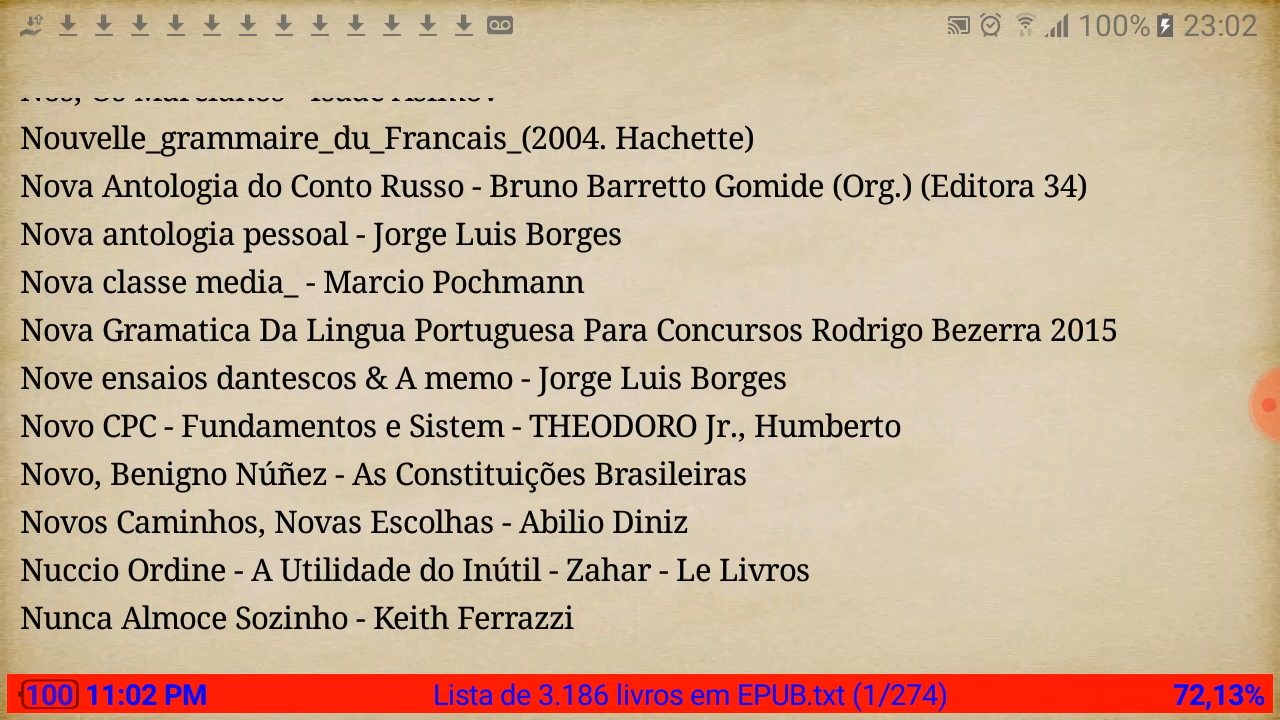 100% 23:02
Nouvelle_grammaire_du_Francais_(2004. Hachette)
Nova Antologia do Conto Russo - Bruno Barretto Gomide (Org.) (Editora 34)
Nova antologia pessoal - Jorge Luis Borges
Nova classe media_ - Marcio Pochmann
Nova Gramatica Da Lingua Portuguesa Para Concursos Rodrigo Bezerra 2015
Nove ensaios dantescos & A memo - Jorge Luis Borges
Novo CPC - Fundamentos e Sistem - THEODORO Jr., Humberto
Novo, Benigno Núñez - As Constituições Brasileiras
Novos Caminhos, Novas Escolhas - Abilio Diniz
Nuccio Ordine - A Utilidade do Inútil - Zahar - Le Livros
Nunca Almoce Sozinho - Keith Ferrazzi
100 11:02 PM Lista de 3.186 livros em EPUB.txt (1/274) 72,13%